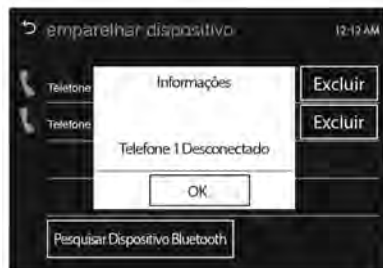 emparelhar dispositivo 12:12 AM
Informações
Telefone Excluir
Telefone Excluir
Telefone 1 Desconectado
OK
Pesquisar Dispositivo Bluetooth